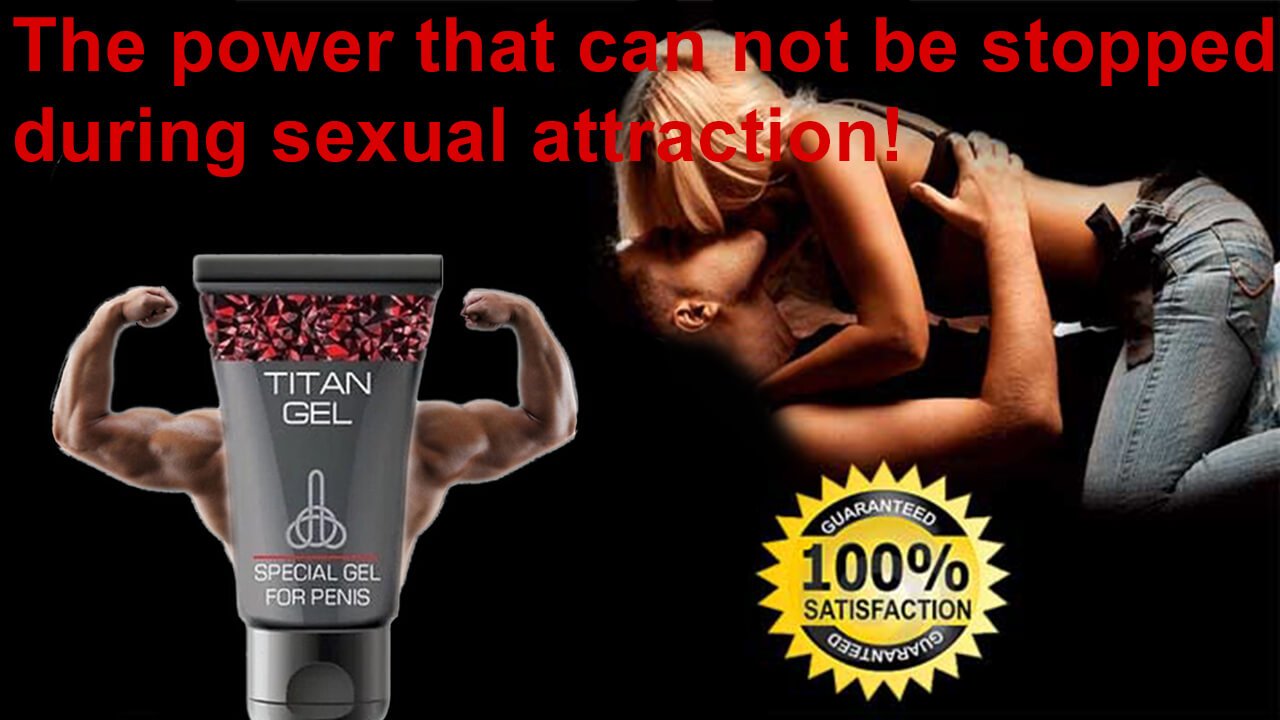 The power that can not be stopped
during sexual attraction!
TITAN
GEL
SPECIAL GEL
FOR PENIS
GUARANTEED
100%
SATISFACTION
GUARANTEED